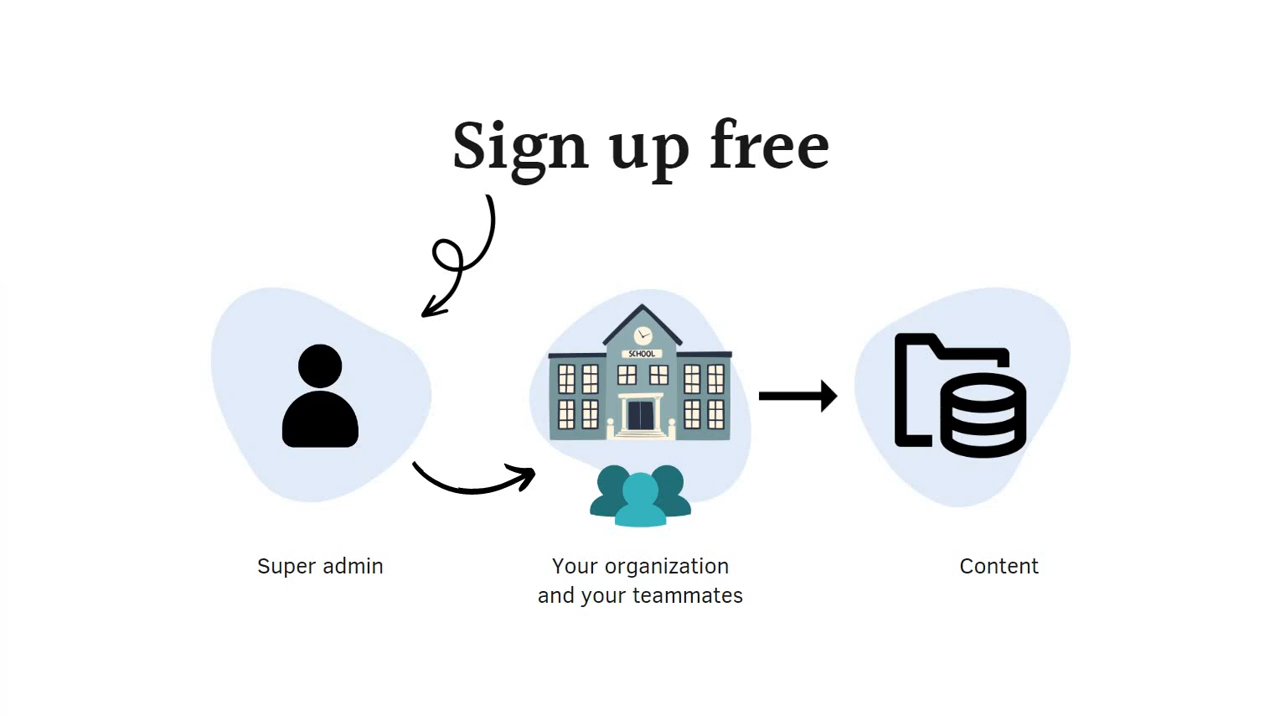 Sign up free
SCHOOL
Super admin
Your organization
and your teammates
Content